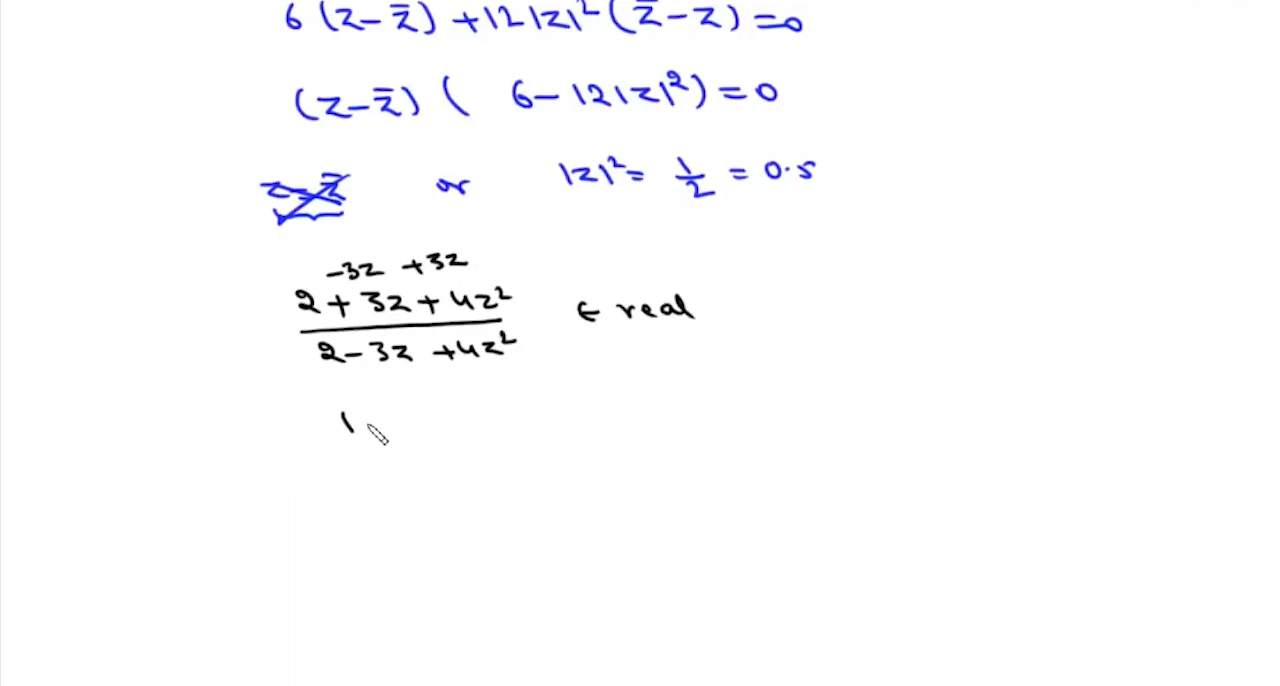 6 (z - z̄) + 12 |z|² (z̄ - z) = 0
(z - z̄) ( 6 - 12 |z|²) = 0
z = z̄ or |z|² = 1/2 = 0.5
-3z +3z
2 + 3z + 4z² ∈ real
2 - 3z + 4z²
1